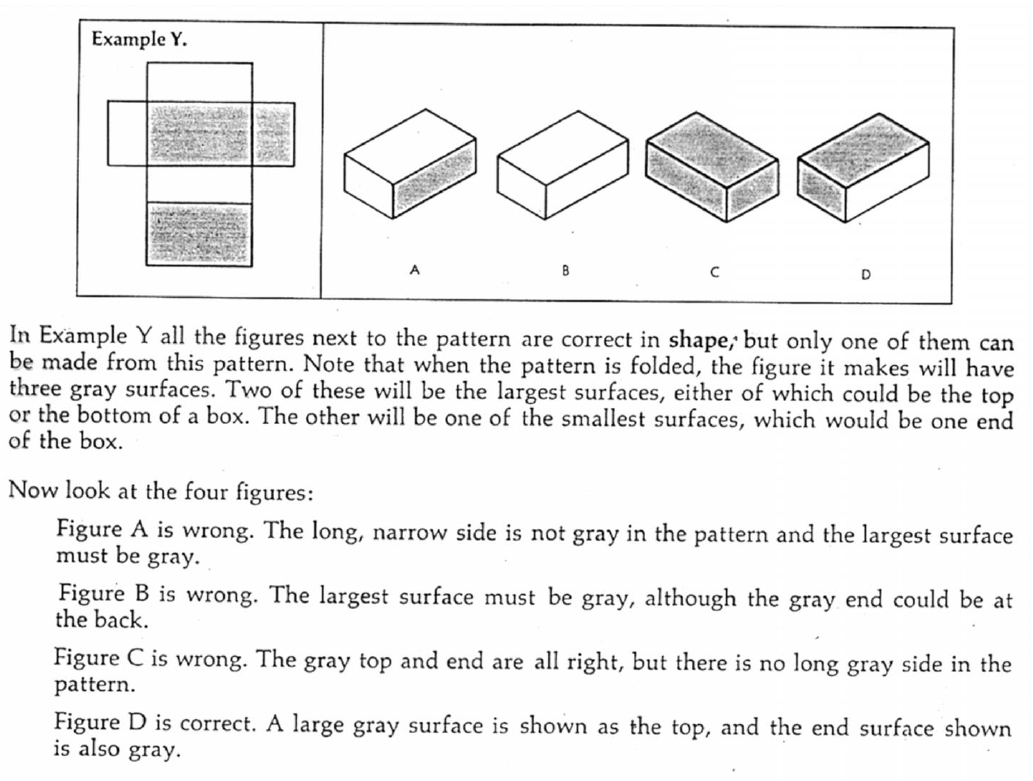 Example Y.
A B C D
In Example Y all the figures next to the pattern are correct in shape, but only one of them can
be made from this pattern. Note that when the pattern is folded, the figure it makes will have
three gray surfaces. Two of these will be the largest surfaces, either of which could be the top
or the bottom of a box. The other will be one of the smallest surfaces, which would be one end
of the box.
Now look at the four figures:
Figure A is wrong. The long, narrow side is not gray in the pattern and the largest surface
must be gray.
Figure B is wrong. The largest surface must be gray, although the gray end could be at
the back.
Figure C is wrong. The gray top and end are all right, but there is no long gray side in the
pattern.
Figure D is correct. A large gray surface is shown as the top, and the end surface shown
is also gray.